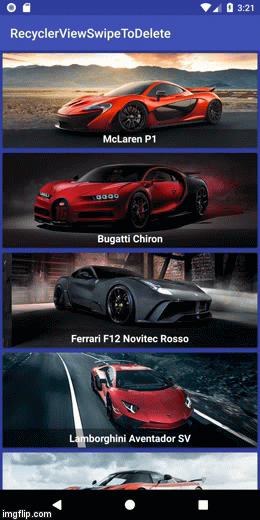 3:21
RecyclerViewSwipeToDelete
McLaren P1
Bugatti Chiron
Ferrari F12 Novitec Rosso
Lamborghini Aventador SV
imgflip.com